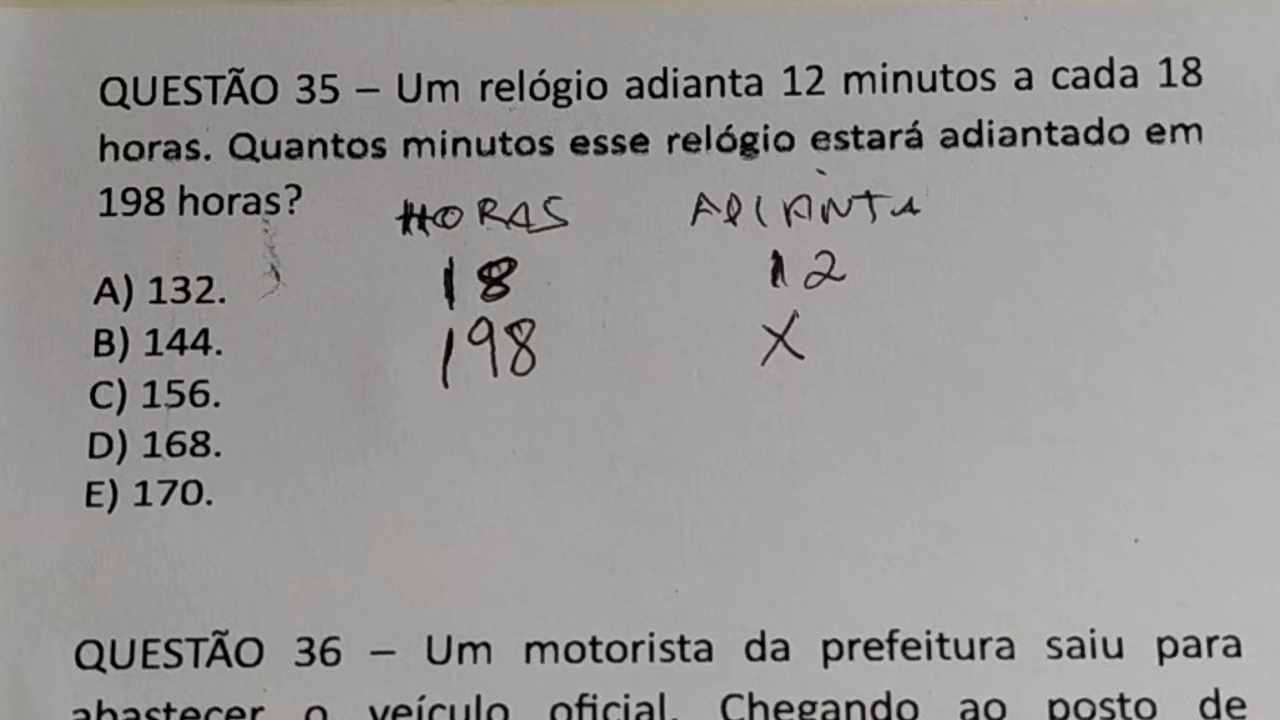 QUESTÃO 35 – Um relógio adianta 12 minutos a cada 18
horas. Quantos minutos esse relógio estará adiantado em
198 horas?
HORAS ADIANTA
18 12
198 X
A) 132.
B) 144.
C) 156.
D) 168.
E) 170.
QUESTÃO 36 – Um motorista da prefeitura saiu para
abastecer o veículo oficial. Chegando ao posto de